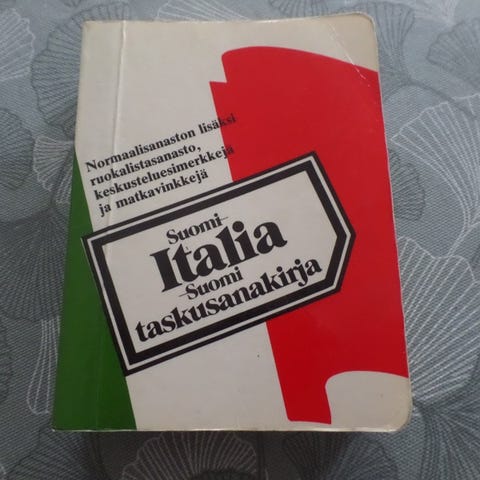 Normaalisanaston lisäksi
ruokalistasanasto,
keskusteluesimerkkejä
ja matkavinkkejä
Suomi-
Italia
-Suomi
taskusanakirja